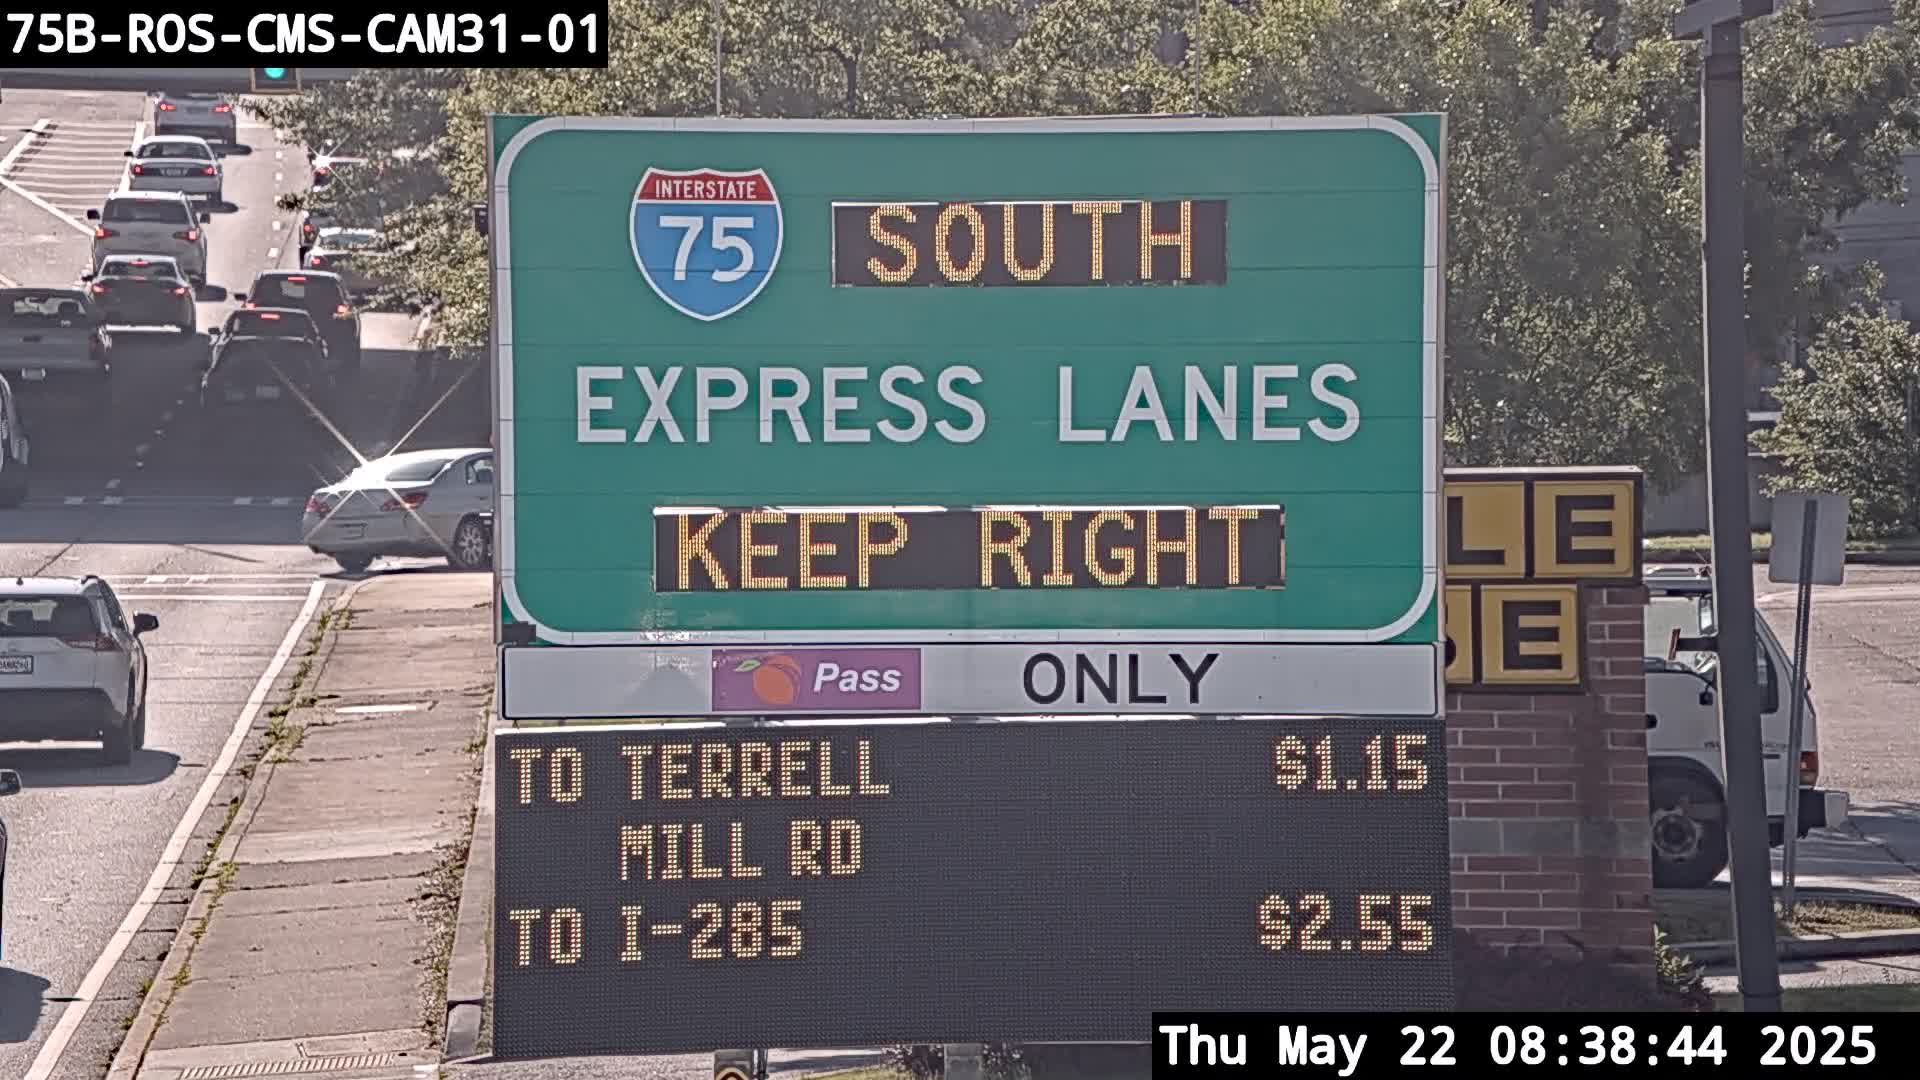 75B-ROS-CMS-CAM31-01
INTERSTATE
75
SOUTH
EXPRESS LANES
KEEP RIGHT
Pass ONLY
TO TERRELL $1.15
MILL RD
TO I-285 $2.55
LE
E
Thu May 22 08:38:44 2025